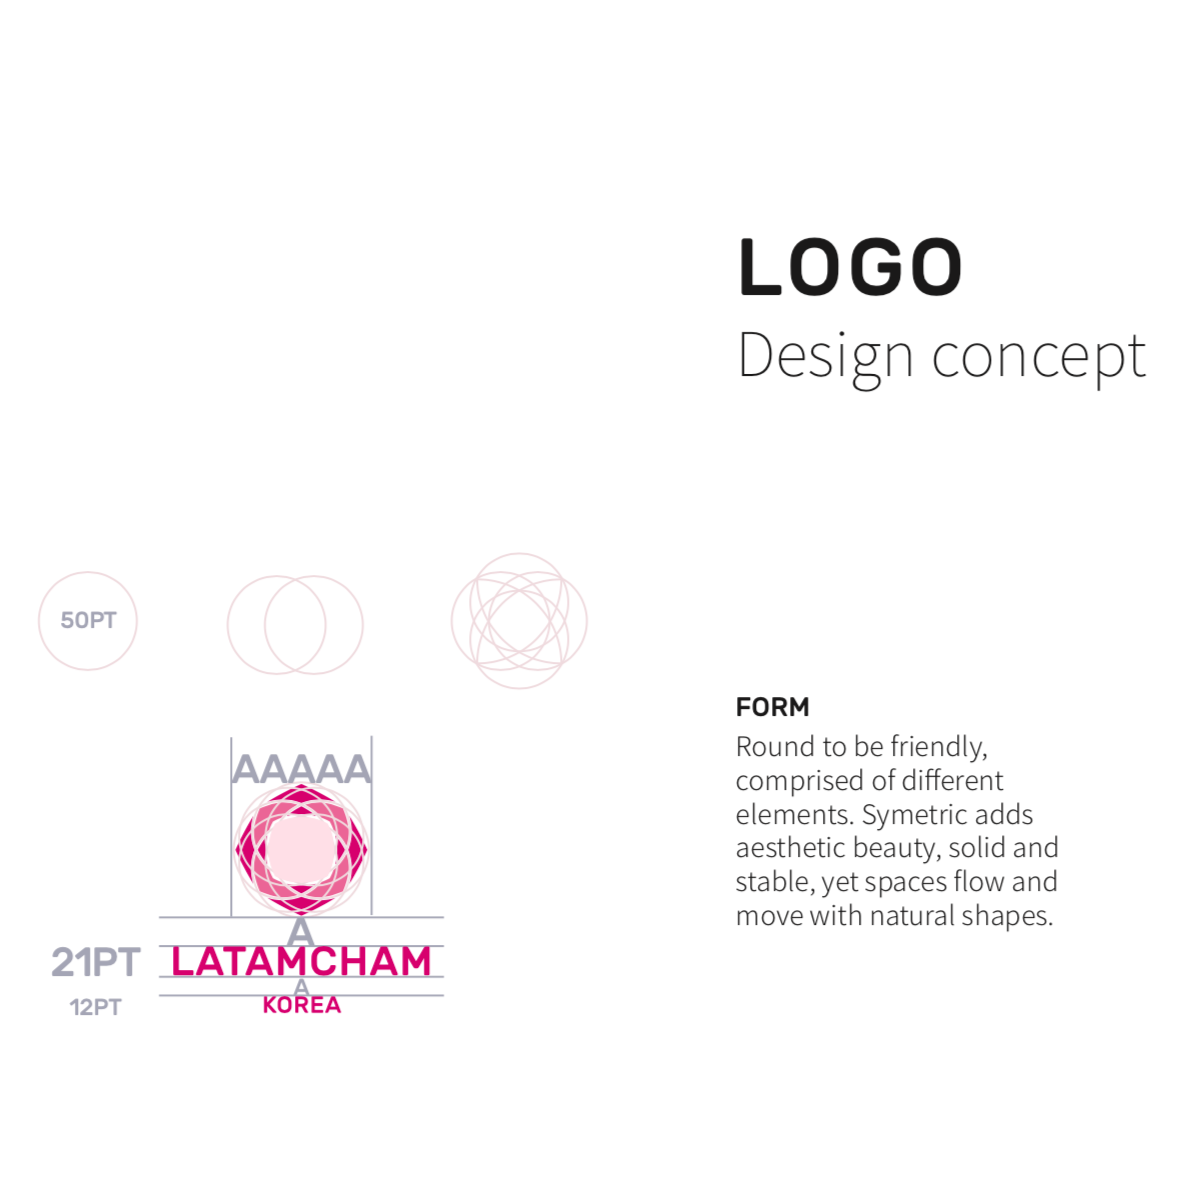 LOGO
Design concept
50PT
AAAAA
A
21PT
LATAMCHAM
A
12PT
KOREA
FORM
Round to be friendly,
comprised of different
elements. Symetric adds
aesthetic beauty, solid and
stable, yet spaces flow and
move with natural shapes.